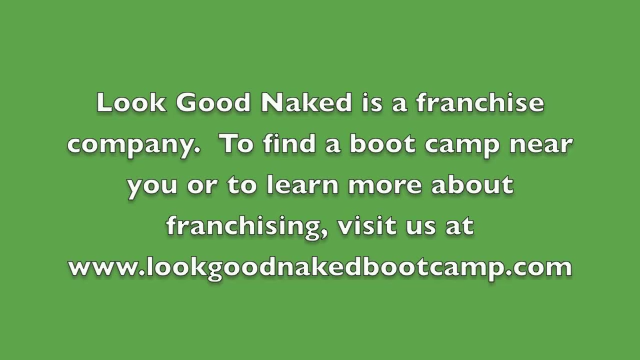 Look Good Naked is a franchise
company.  To find a boot camp near
you or to learn more about
franchising, visit us at
www.lookgoodnakedbootcamp.com